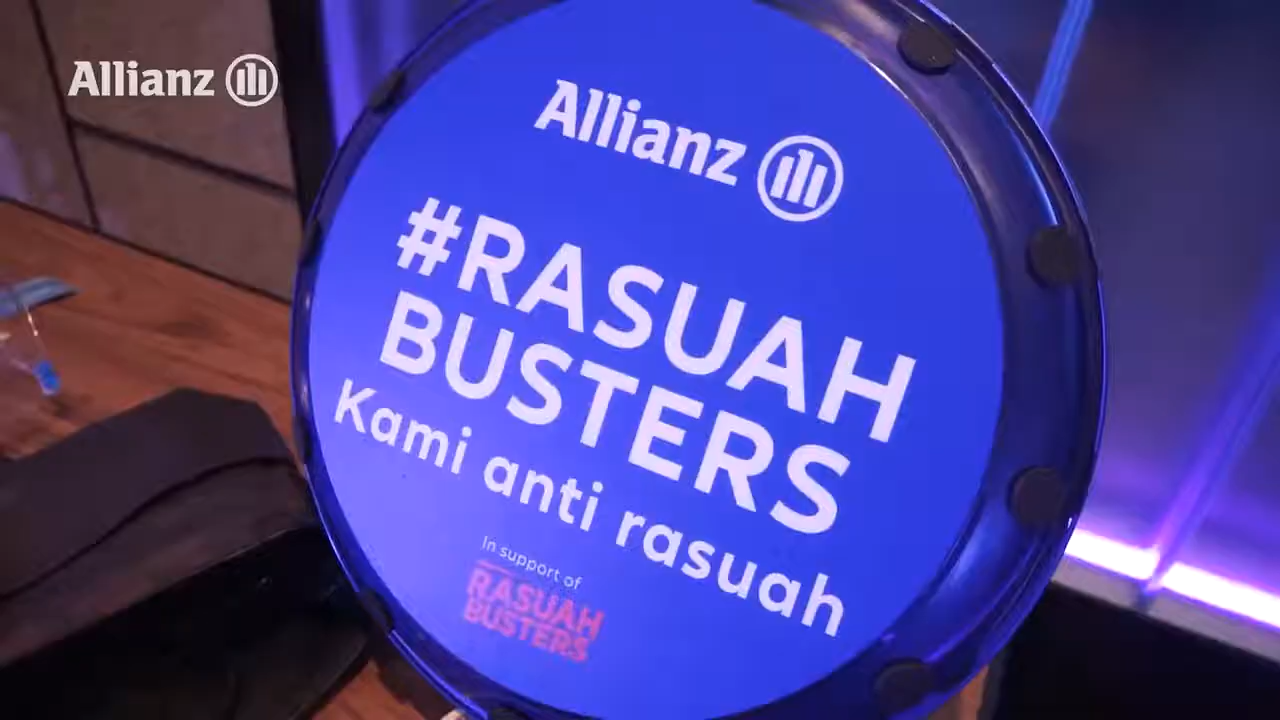 Allianz
Allianz
#RASUAH
BUSTERS
Kami anti rasuah
In support of
RASUAH
BUSTERS